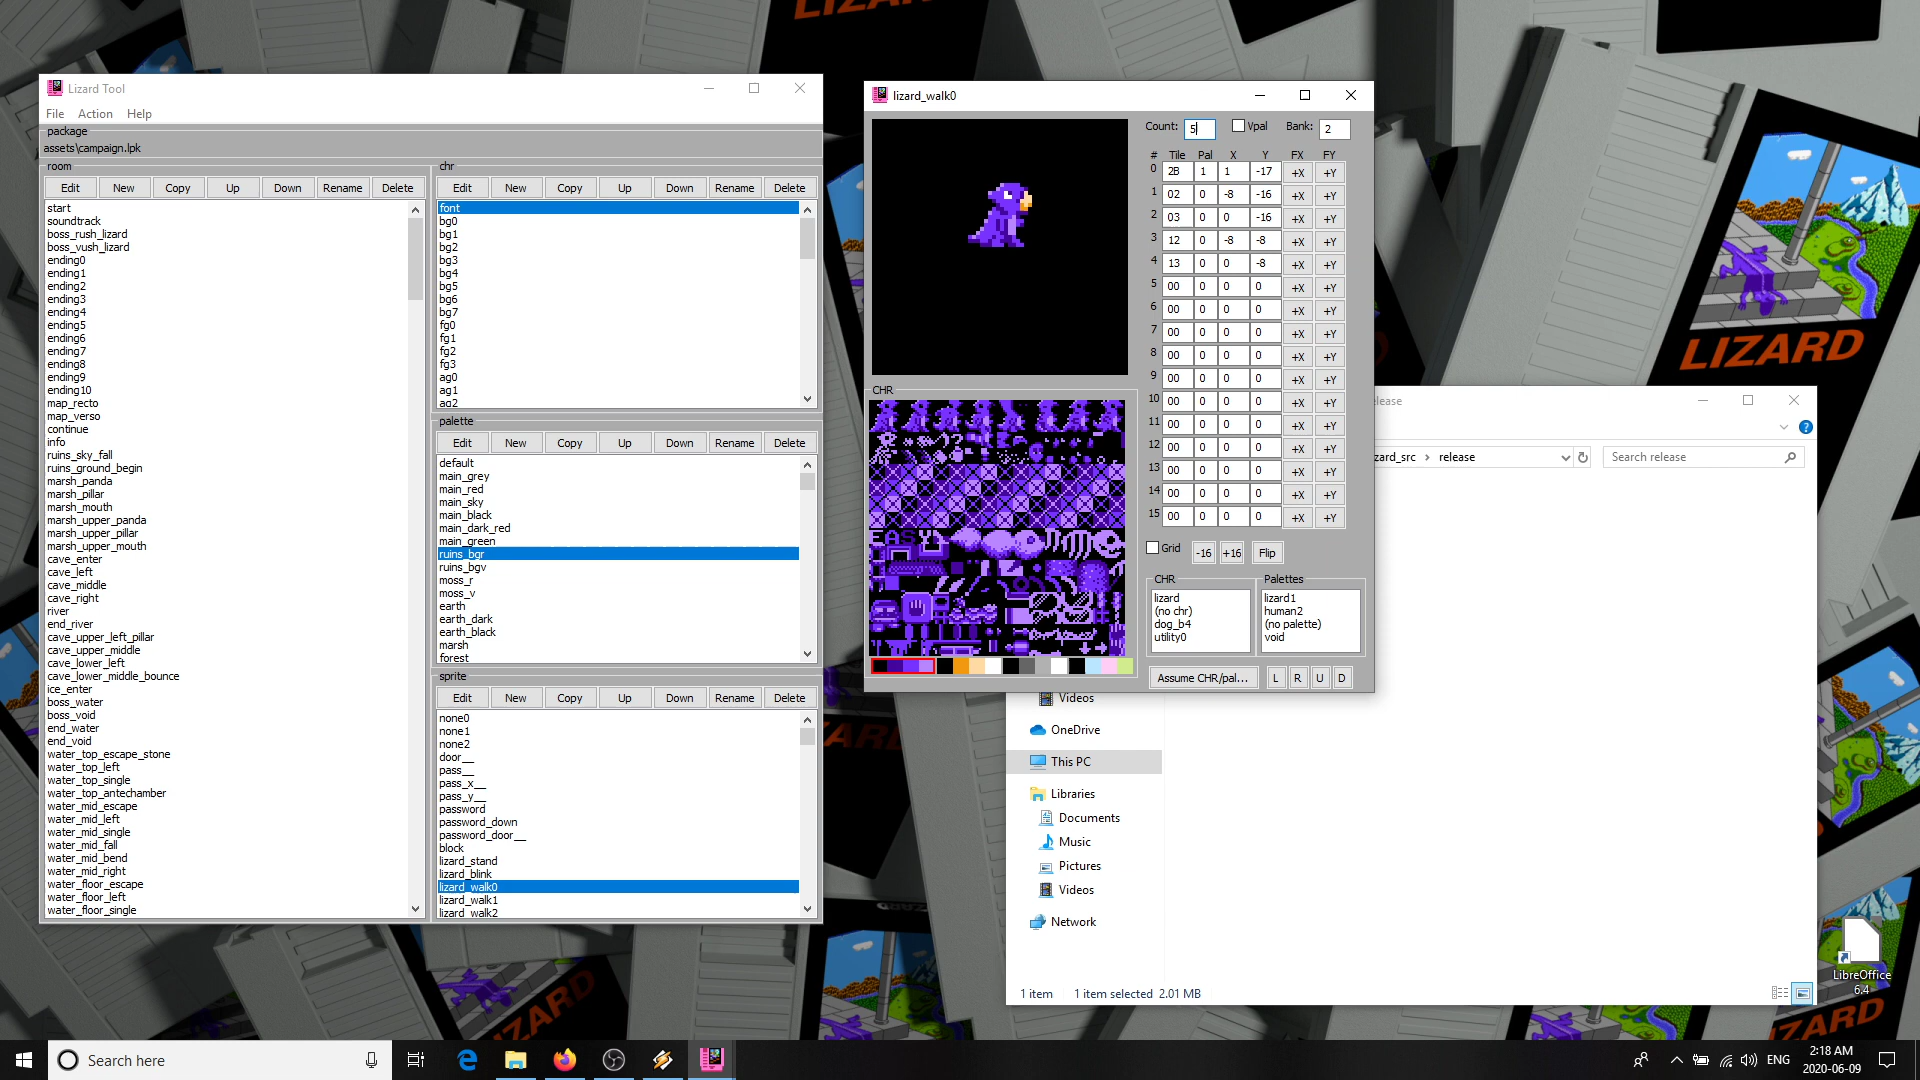 LIZARD
Lizard Tool
File Action Help
package
assets\campaign.lpk
room
Edit New Copy Up Down Rename Delete
start
soundtrack
boss_rush_lizard
boss_vush_lizard
ending0
ending1
ending2
ending3
ending4
ending5
ending6
ending7
ending8
ending9
ending10
map_recto
map_verso
continue
info
ruins_sky_fall
ruins_ground_begin
marsh_panda
marsh_pillar
marsh_mouth
marsh_upper_panda
marsh_upper_pillar
marsh_upper_mouth
cave_enter
cave_left
cave_middle
cave_right
river
end_river
cave_upper_left_pillar
cave_upper_middle
cave_lower_left
cave_lower_middle_bounce
ice_enter
boss_water
boss_void
end_water
end_void
water_top_escape_stone
water_top_left
water_top_single
water_top_antechamber
water_mid_escape
water_mid_left
water_mid_single
water_mid_fall
water_mid_bend
water_mid_right
water_floor_escape
water_floor_left
water_floor_single
chr
Edit New Copy Up Down Rename Delete
font
bg0
bg1
bg2
bg3
bg4
bg5
bg6
bg7
fg0
fg1
fg2
fg3
ag0
ag1
ag2
palette
Edit New Copy Up Down Rename Delete
default
main_grey
main_red
main_sky
main_black
main_dark_red
main_green
ruins_bgr
ruins_bgv
moss_r
moss_v
earth
earth_dark
earth_black
marsh
forest
sprite
Edit New Copy Up Down Rename Delete
none0
none1
none2
door__
pass__
pass_x__
pass_y__
password
password_down
password_door__
block
lizard_stand
lizard_blink
lizard_walk0
lizard_walk1
lizard_walk2
lizard_walk0
Count: 5 Vpal Bank: 2
# Tile Pal X Y FX FY
0 2B 1 1 -17 +X +Y
1 02 0 -8 -16 +X +Y
2 03 0 0 -16 +X +Y
3 12 0 -8 -8 +X +Y
4 13 0 0 -8 +X +Y
5 00 0 0 0 +X +Y
6 00 0 0 0 +X +Y
7 00 0 0 0 +X +Y
8 00 0 0 0 +X +Y
9 00 0 0 0 +X +Y
10 00 0 0 0 +X +Y
11 00 0 0 0 +X +Y
12 00 0 0 0 +X +Y
13 00 0 0 0 +X +Y
14 00 0 0 0 +X +Y
15 00 0 0 0 +X +Y
Grid -16 +16 Flip
CHR
EASY
CHR
lizard
(no chr)
dog_b4
utility0
Palettes
lizard1
human2
(no palette)
void
Assume CHR/pal... L R U D
LIZARD
elease
zard_src › release
Search release
Videos
OneDrive
This PC
Libraries
Documents
Music
Pictures
Videos
Network
1 item 1 item selected 2.01 MB
LibreOffice
6.4
LIZARD
IZARD
Search here
ENG
2:18 AM
2020-06-09